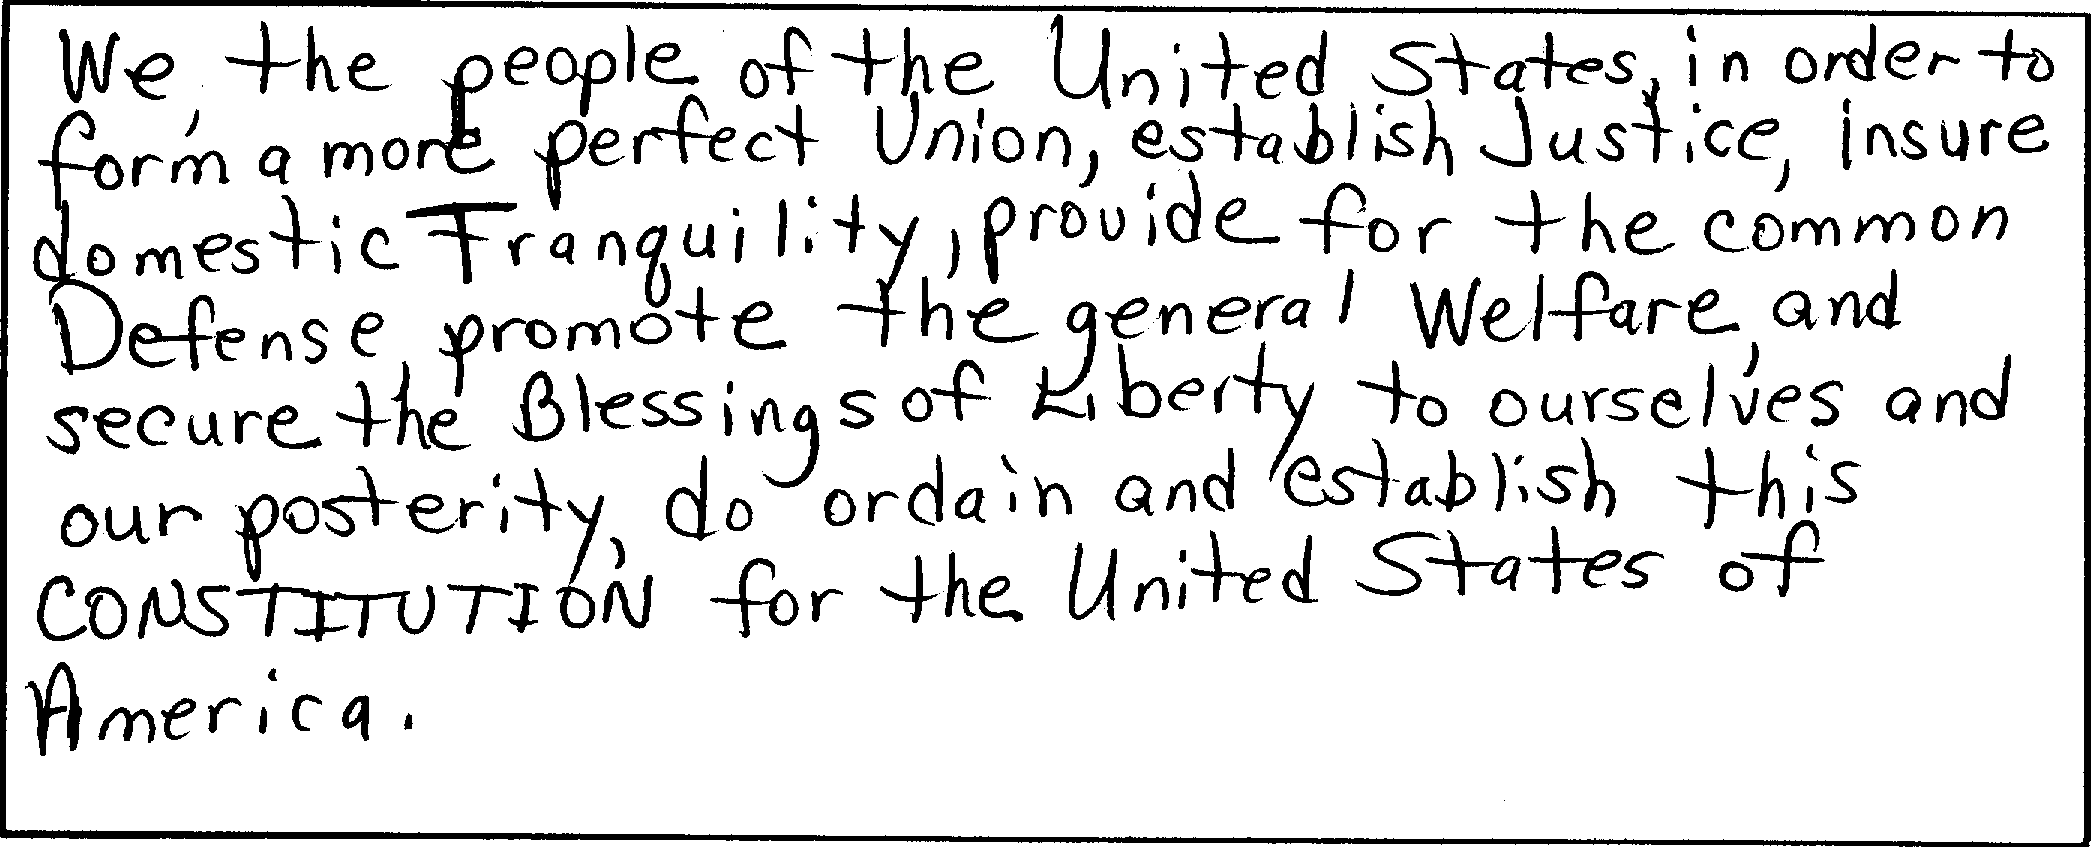 We, the people of the United States, in order to
form a more perfect Union, establish Justice, insure
domestic Tranquility, provide for the common
Defense, promote the general Welfare, and
secure the Blessings of Liberty to ourselves and
our posterity, do ordain and establish this
CONSTITUTION for the United States of
America.